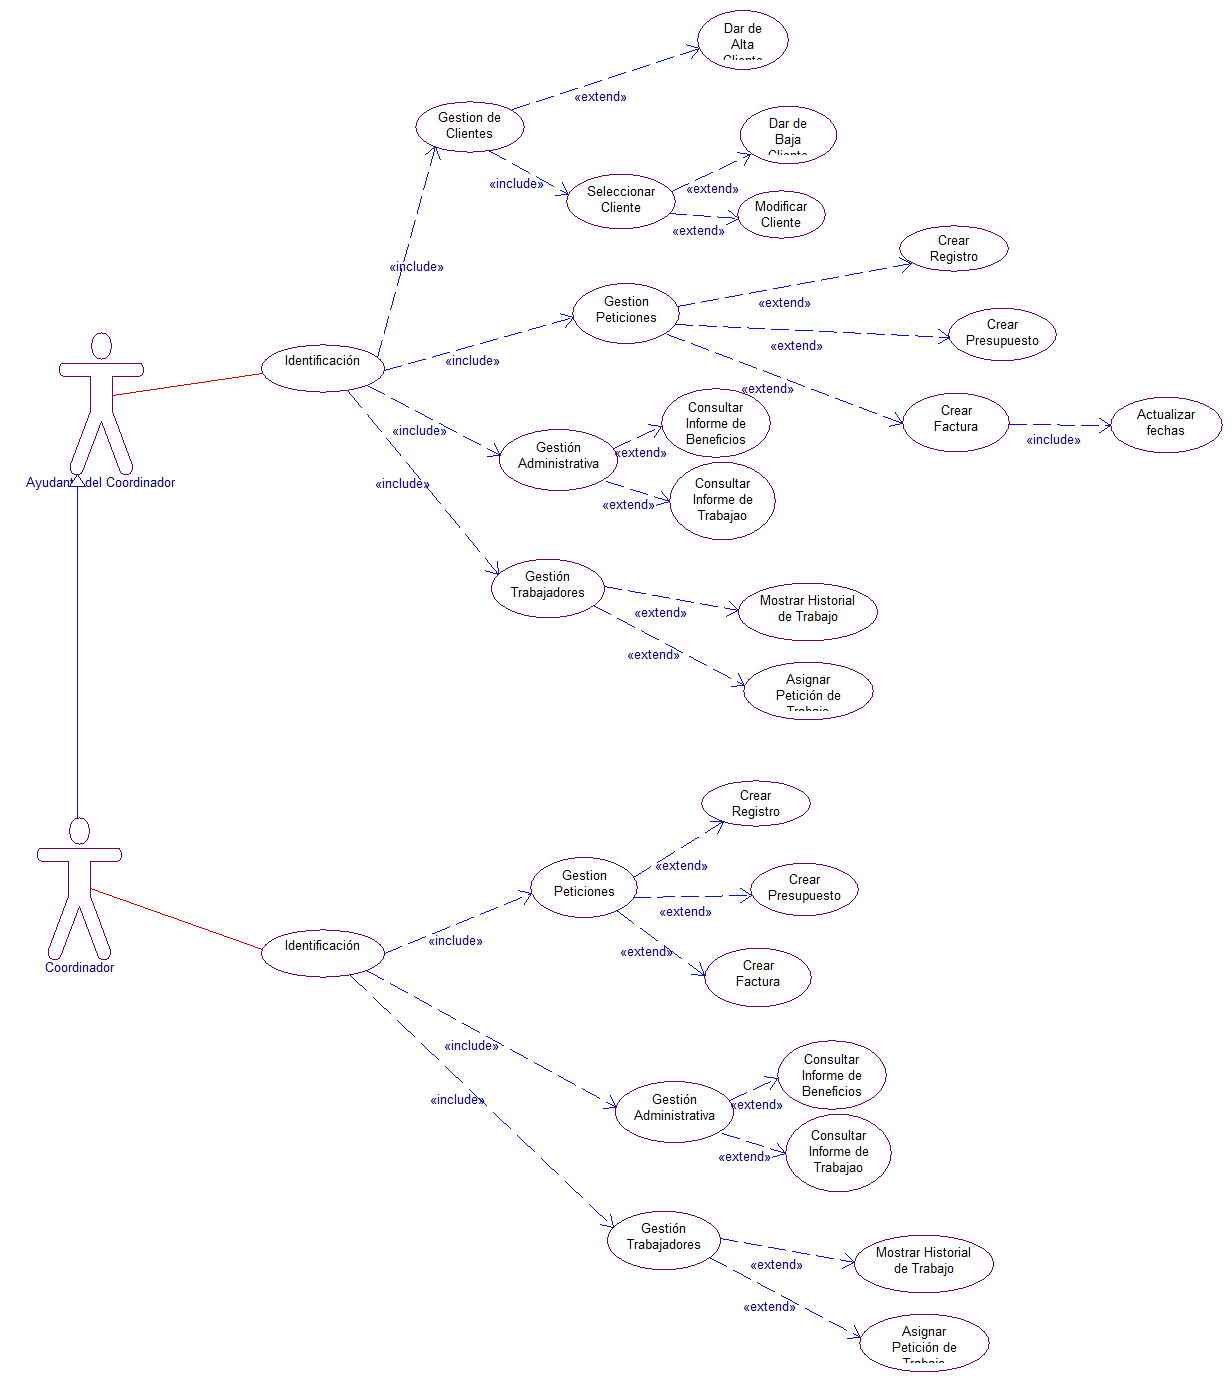 Dar de
Alta
Cliente
«extend»
Gestion de
Clientes
«include»
Seleccionar
Cliente
Dar de
Baja
Cliente
«extend»
Modificar
Cliente
«extend»
«include»
Crear
Registro
Gestion
Peticiones
«extend»
Crear
Presupuesto
«extend»
Identificación
«include»
«extend»
Crear
Factura
«include»
Actualizar
fechas
Consultar
Informe de
Beneficios
«include»
Gestión
Administrativa
«extend»
Consultar
Informe de
Trabajao
«extend»
«include»
Ayudante del Coordinador
Gestión
Trabajadores
«extend»
Mostrar Historial
de Trabajo
«extend»
Asignar
Petición de
Trabajo
Crear
Registro
«extend»
Gestion
Peticiones
Crear
Presupuesto
«extend»
Identificación
«include»
«extend»
Crear
Factura
Coordinador
«include»
Consultar
Informe de
Beneficios
«include»
Gestión
Administrativa
«extend»
Consultar
Informe de
Trabajao
«extend»
Gestión
Trabajadores
«extend»
Mostrar Historial
de Trabajo
«extend»
Asignar
Petición de
Trabajo